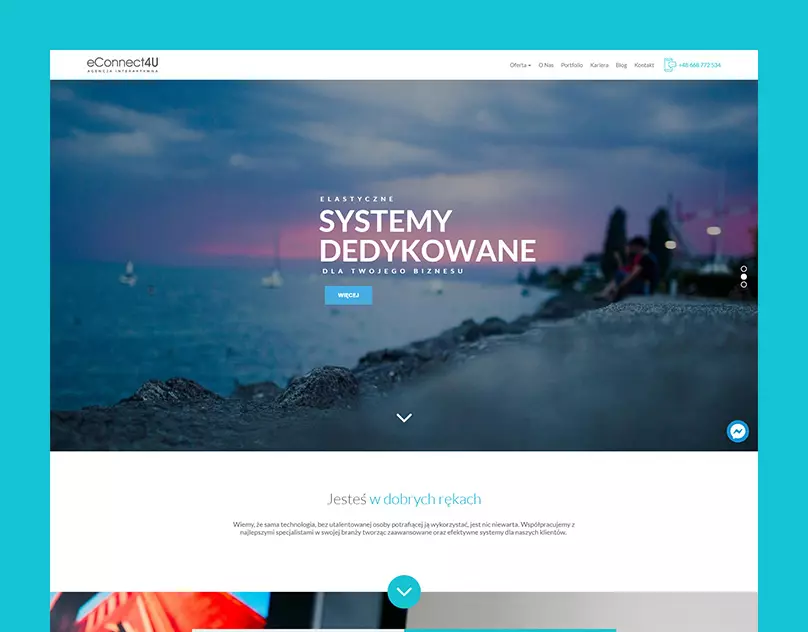 eConnect4U
AGENCJA INTERAKTYWNA
Oferta O Nas Portfolio Kariera Blog Kontakt +48 668 772 534
ELASTYCZNE
SYSTEMY
DEDYKOWANE
DLA TWOJEGO BIZNESU
WIĘCEJ
Jesteś w dobrych rękach
Wiemy, że sama technologia, bez utalentowanej osoby potrafiącej ją wykorzystać, jest nic niewarta. Współpracujemy z
najlepszymi specjalistami w swojej branży tworząc zaawansowane oraz efektywne systemy dla naszych klientów.